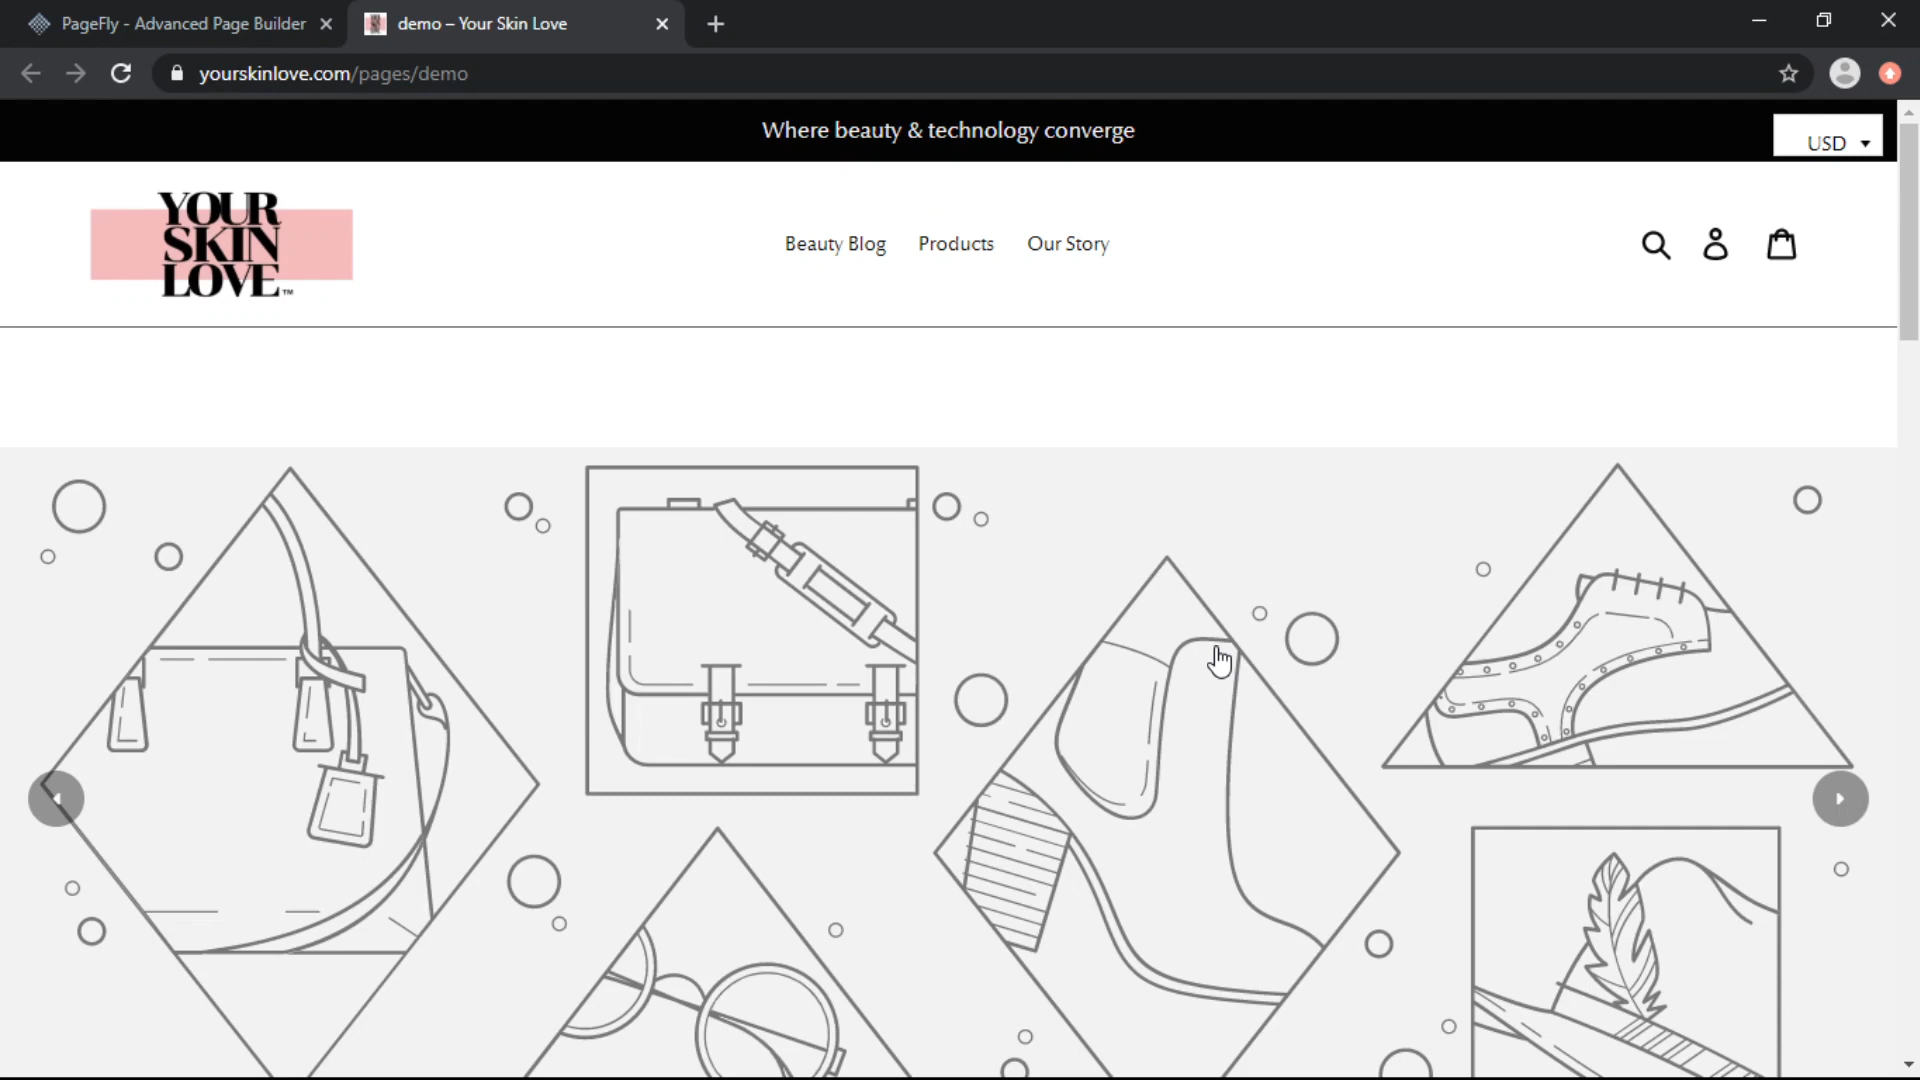 PageFly - Advanced Page Builder
demo – Your Skin Love
yourskinlove.com/pages/demo
Where beauty & technology converge
USD
YOUR
SKIN
LOVE™
Beauty Blog
Products
Our Story